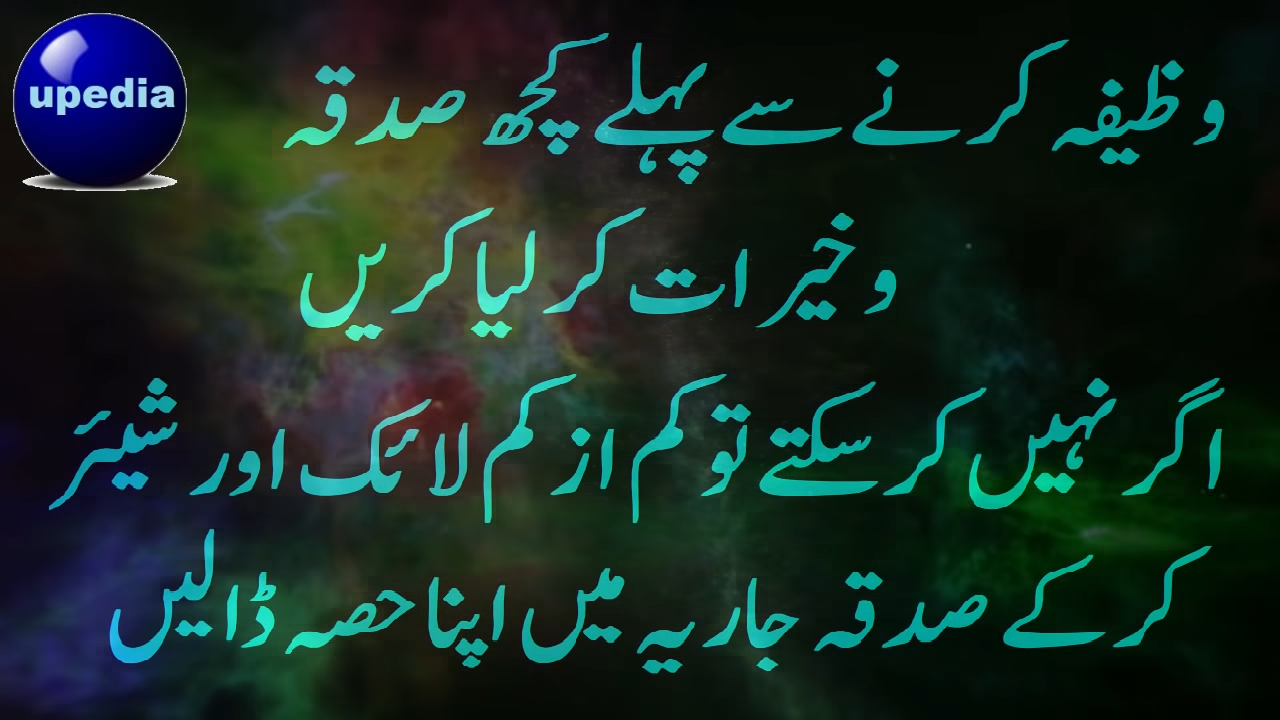 upedia
وظیفہ کرنے سے پہلے کچھ صدقہ
و خیرات کر لیا کریں
اگر نہیں کر سکتے تو کم از کم لائک اور شیئر
کر کے صدقہ جاریہ میں اپنا حصہ ڈالیں